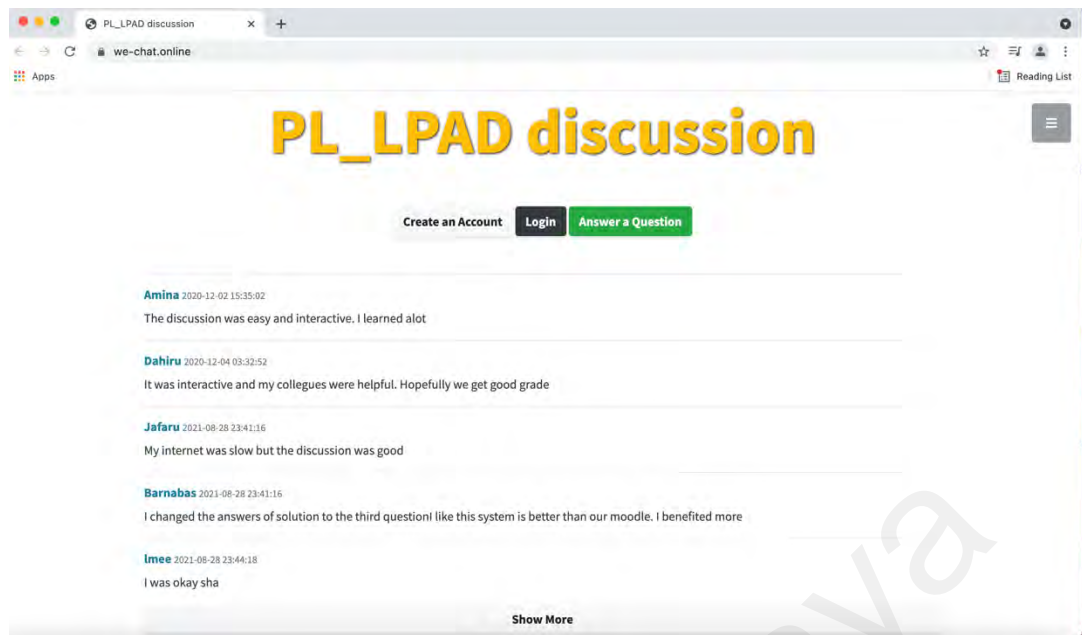 PL_LPAD discussion
we-chat.online
Apps
Reading List
PL_LPAD discussion
Create an Account Login Answer a Question
Amina 2020-12-02 15:35:02
The discussion was easy and interactive. I learned alot
Dahiru 2020-12-04 03:32:52
It was interactive and my collegues were helpful. Hopefully we get good grade
Jafaru 2021-08-28 23:41:16
My internet was slow but the discussion was good
Barnabas 2021-08-28 23:41:16
I changed the answers of solution to the third questionI like this system is better than our moodle. I benefited more
Imee 2021-08-28 23:44:18
I was okay sha
Show More